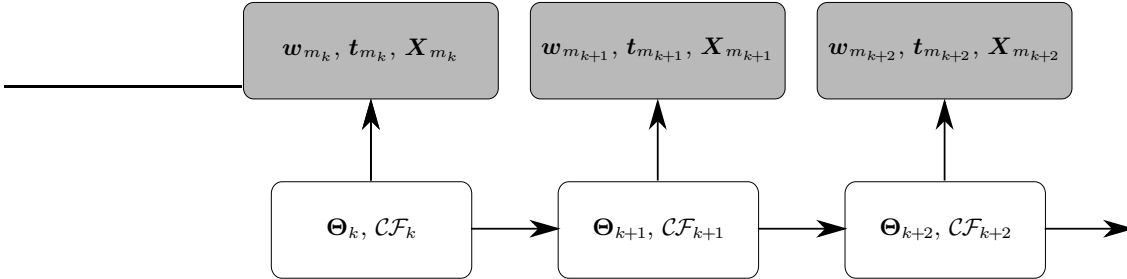 𝒘_{m_k}, 𝒕_{m_k}, 𝑿_{m_k}
𝒘_{m_{k+1}}, 𝒕_{m_{k+1}}, 𝑿_{m_{k+1}}
𝒘_{m_{k+2}}, 𝒕_{m_{k+2}}, 𝑿_{m_{k+2}}
𝚯_k, 𝒞ℱ_k
𝚯_{k+1}, 𝒞ℱ_{k+1}
𝚯_{k+2}, 𝒞ℱ_{k+2}